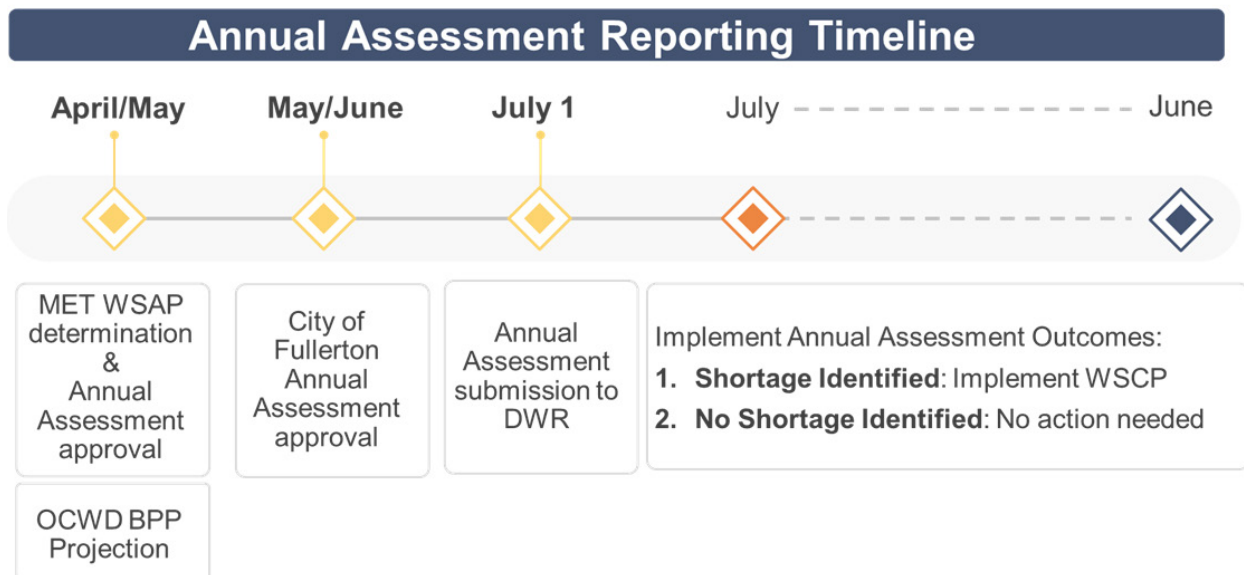 Annual Assessment Reporting Timeline
April/May
May/June
July 1
July
June
MET WSAP
determination
&
Annual
Assessment
approval
OCWD BPP
Projection
City of
Fullerton
Annual
Assessment
approval
Annual
Assessment
submission to
DWR
Implement Annual Assessment Outcomes:
1. Shortage Identified: Implement WSCP
2. No Shortage Identified: No action needed